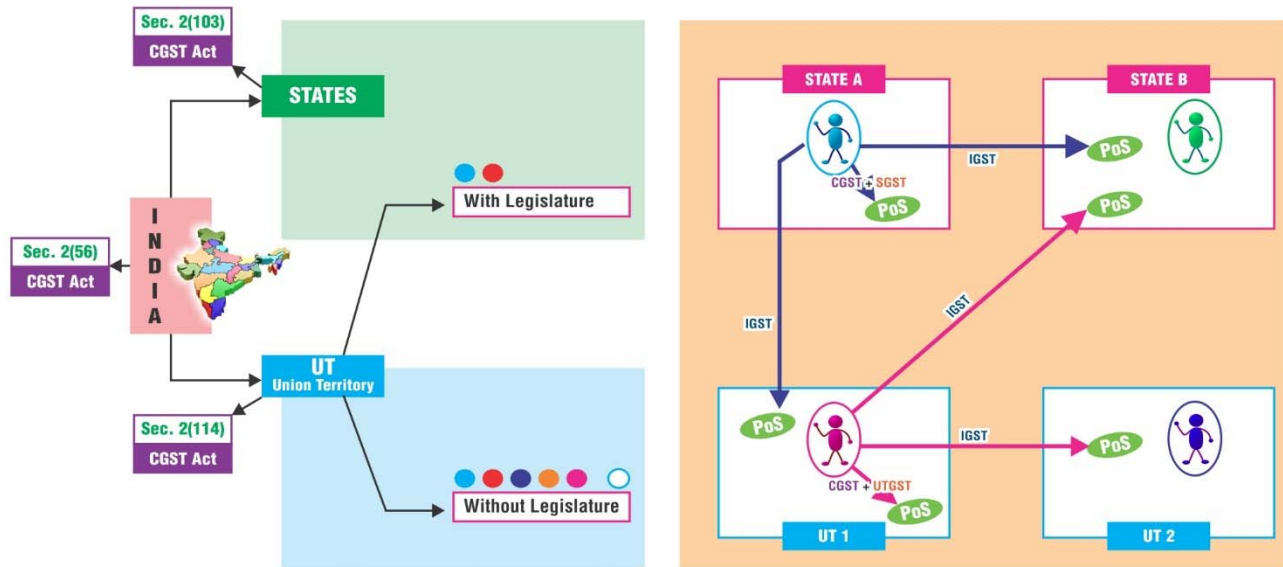 Sec. 2(103)
CGST Act
STATES
With Legislature
INDIA
Sec. 2(56)
CGST Act
UT
Union Territory
Sec. 2(114)
CGST Act
Without Legislature
STATE A
STATE B
PoS
IGST
CGST + SGST
PoS
PoS
IGST
IGST
PoS
IGST
PoS
CGST + UTGST
PoS
UT 1
UT 2